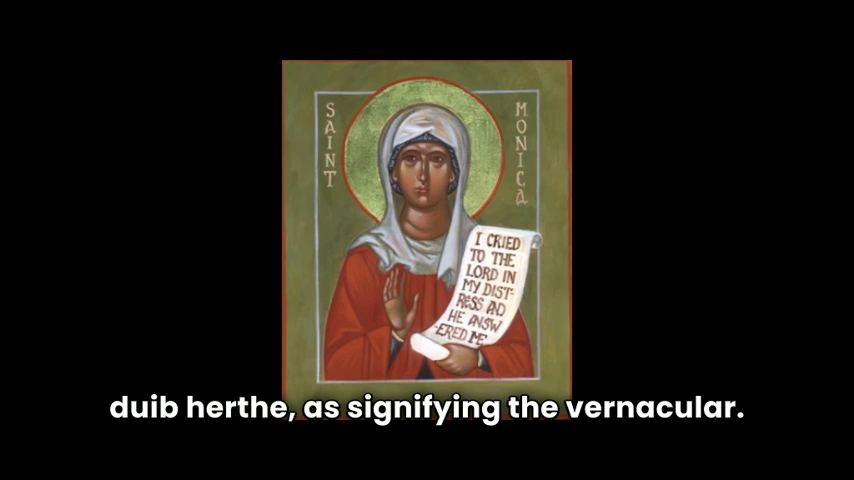 SAINT
MONICA
I CRIED
TO THE
LORD IN
MY DIST-
RESS AND
HE ANSW
-ERED ME
duib herthe, as signifying the vernacular.